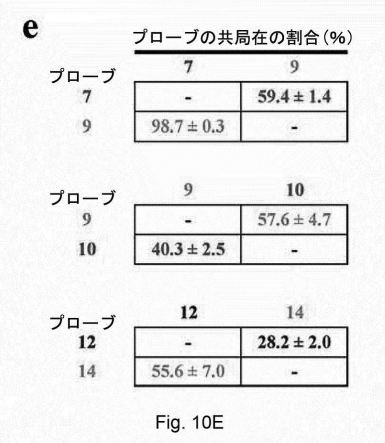 e
プローブの共局在の割合(%)
プローブ 7 9
7 - 59.4 ± 1.4
9 98.7 ± 0.3 -
プローブ 9 10
9 - 57.6 ± 4.7
10 40.3 ± 2.5 -
プローブ 12 14
12 - 28.2 ± 2.0
14 55.6 ± 7.0 -
Fig. 10E